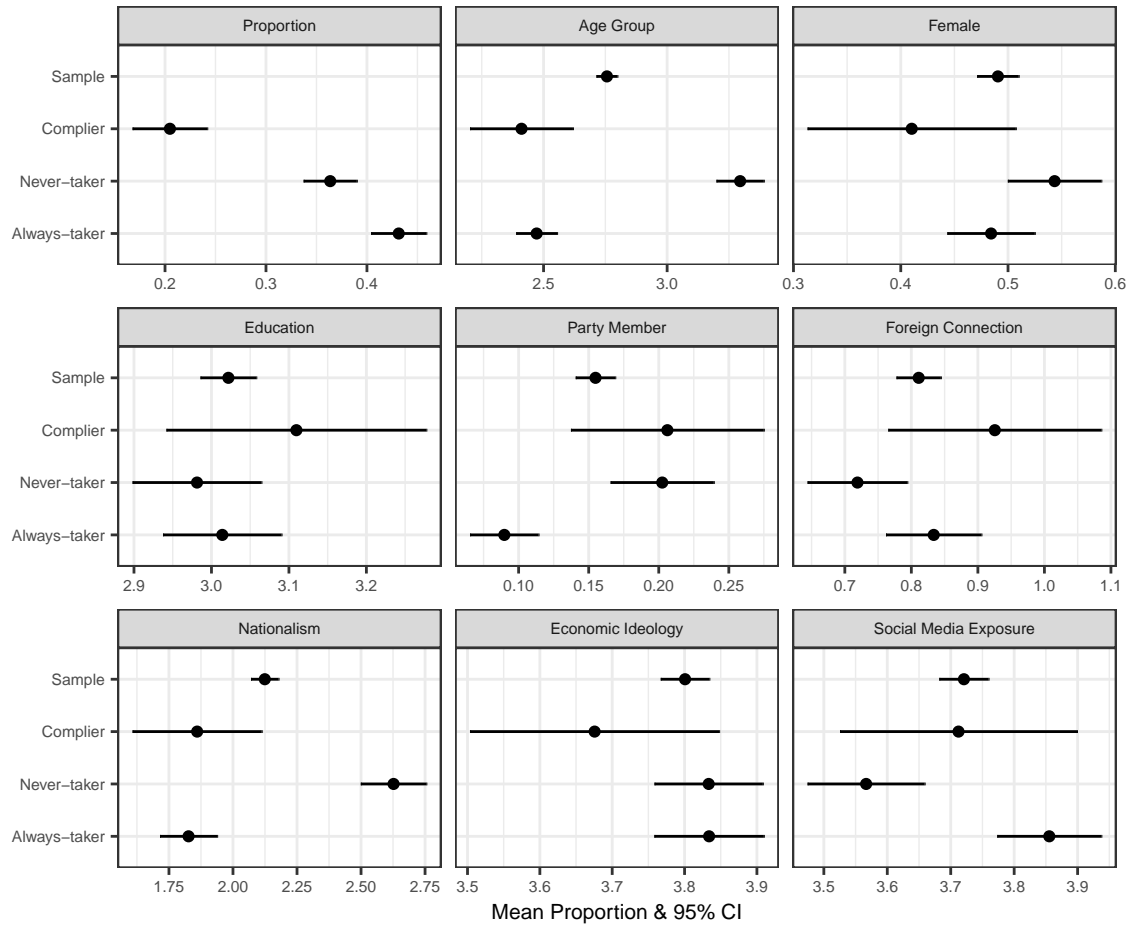 Proportion Age Group Female
Sample
Complier
Never−taker
Always−taker
0.2 0.3 0.4 2.5 3.0 0.3 0.4 0.5 0.6
Education Party Member Foreign Connection
Sample
Complier
Never−taker
Always−taker
2.9 3.0 3.1 3.2 0.10 0.15 0.20 0.25 0.7 0.8 0.9 1.0 1.1
Nationalism Economic Ideology Social Media Exposure
Sample
Complier
Never−taker
Always−taker
1.75 2.00 2.25 2.50 2.75 3.5 3.6 3.7 3.8 3.9 3.5 3.6 3.7 3.8 3.9
Mean Proportion & 95% CI